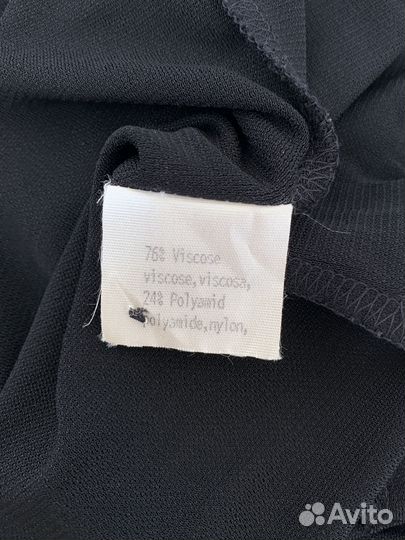 76% Viscose
viscose,viscosa,
24% Polyamid
polyamide,nylon,
Avito